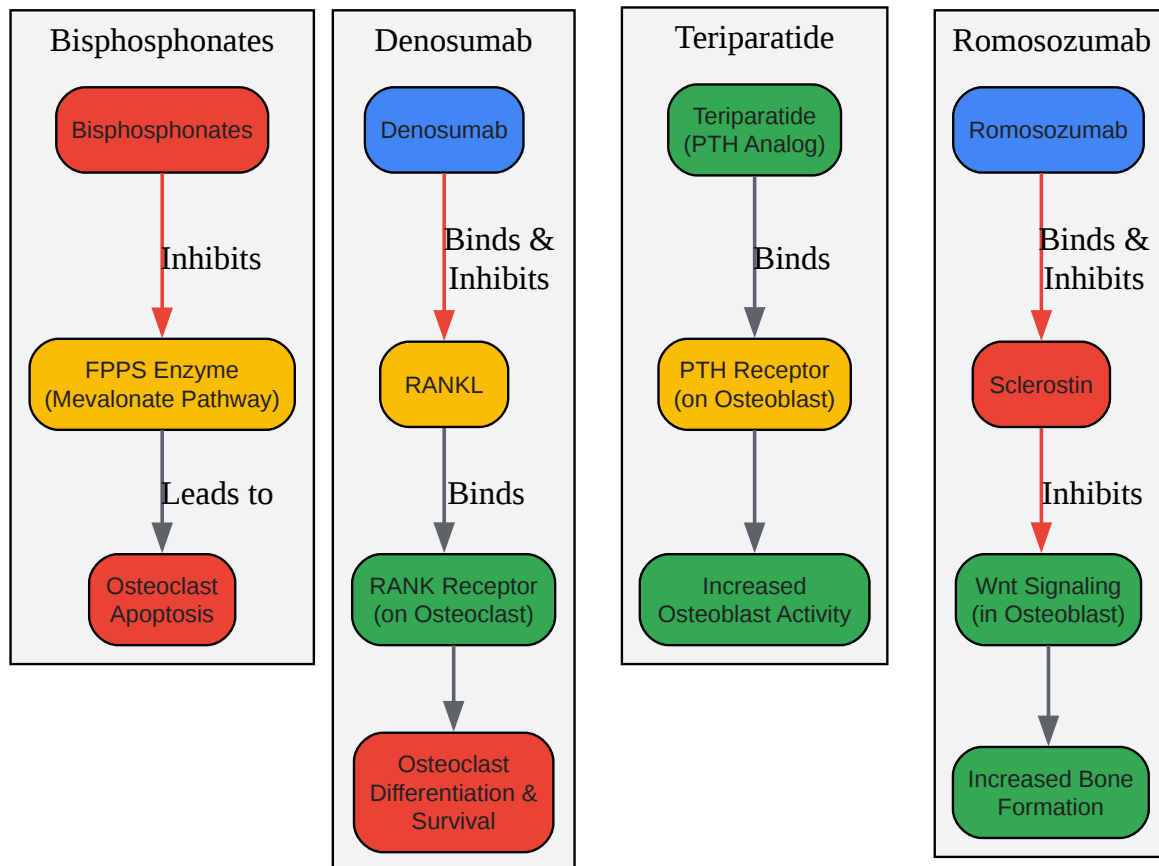 Bisphosphonates
Bisphosphonates
Inhibits
FPPS Enzyme
(Mevalonate Pathway)
Leads to
Osteoclast
Apoptosis
Denosumab
Denosumab
Binds &
Inhibits
RANKL
Binds
RANK Receptor
(on Osteoclast)
Osteoclast
Differentiation &
Survival
Teriparatide
Teriparatide
(PTH Analog)
Binds
PTH Receptor
(on Osteoblast)
Increased
Osteoblast Activity
Romosozumab
Romosozumab
Binds &
Inhibits
Sclerostin
Inhibits
Wnt Signaling
(in Osteoblast)
Increased Bone
Formation